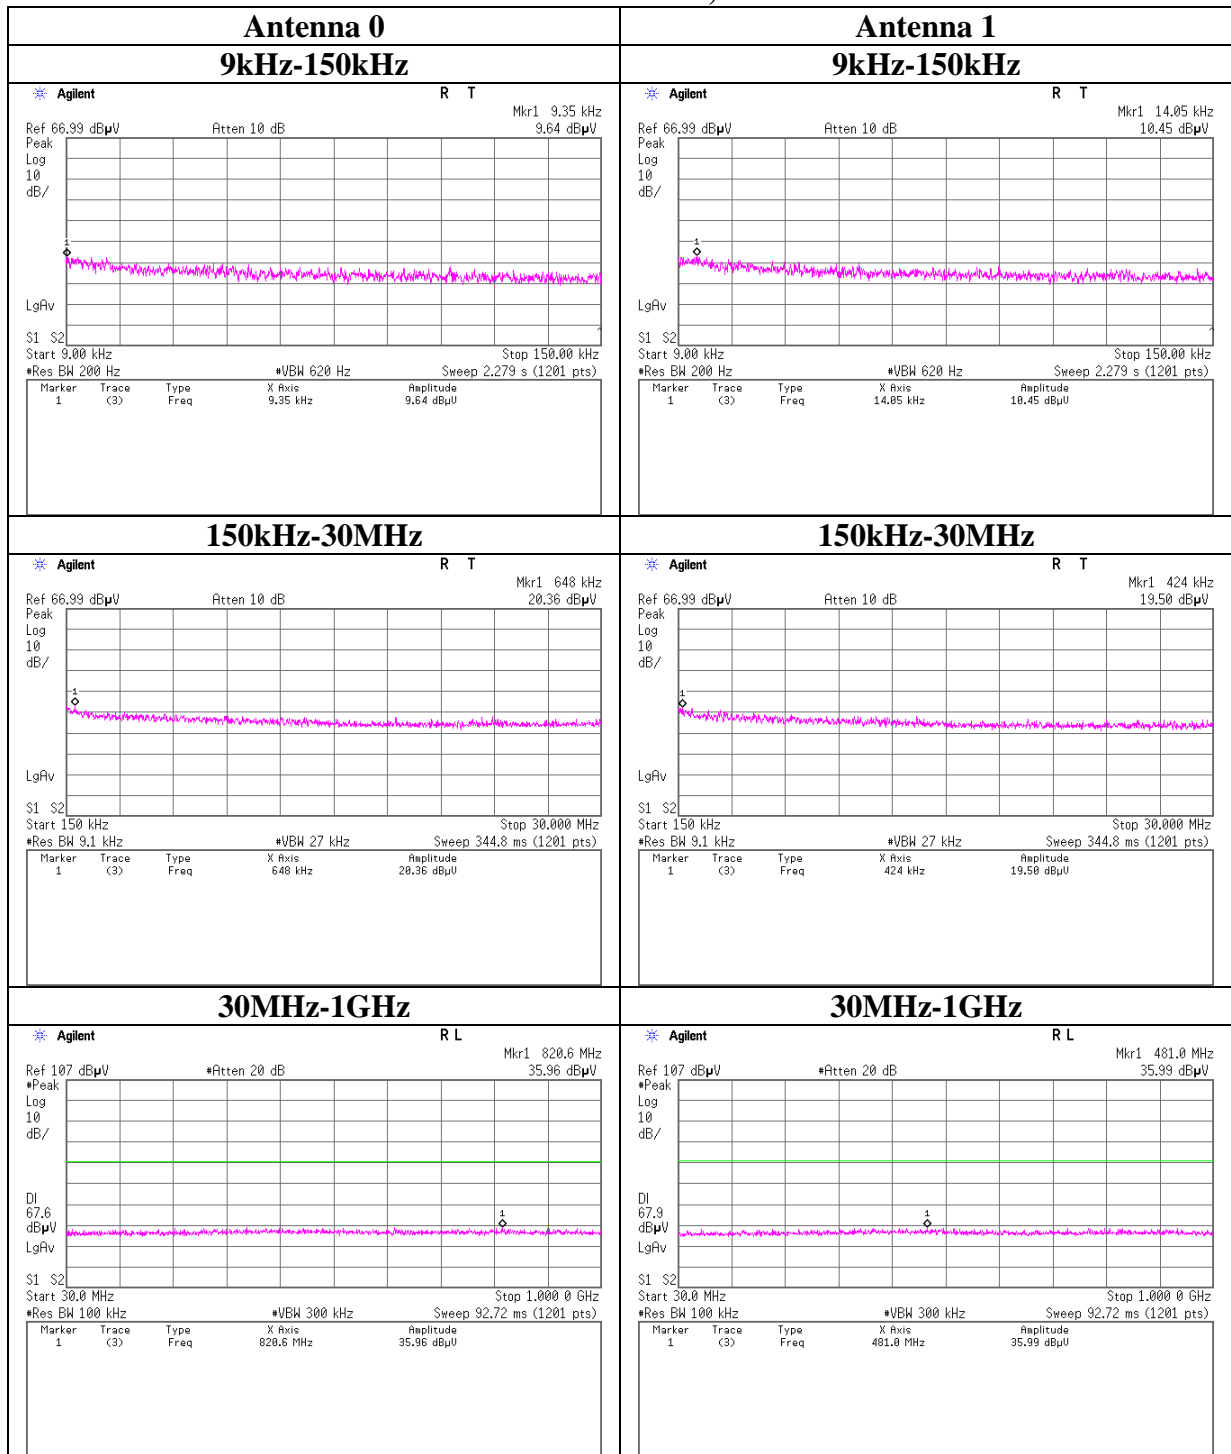 Antenna 0 Antenna 1
9kHz-150kHz 9kHz-150kHz
Agilent R T Agilent R T
Mkr1 9.35 kHz Mkr1 14.05 kHz
Ref 66.99 dBµV Atten 10 dB 9.64 dBµV Ref 66.99 dBµV Atten 10 dB 10.45 dBµV
Peak Peak
Log Log
10 10
dB/ dB/
1 1
LgAv LgAv
S1 S2 S1 S2
Start 9.00 kHz Stop 150.00 kHz Start 9.00 kHz Stop 150.00 kHz
#Res BW 200 Hz #VBW 620 Hz Sweep 2.279 s (1201 pts) #Res BW 200 Hz #VBW 620 Hz Sweep 2.279 s (1201 pts)
Marker Trace Type X Axis Amplitude Marker Trace Type X Axis Amplitude
1 (3) Freq 9.35 kHz 9.64 dBµV 1 (3) Freq 14.05 kHz 10.45 dBµV
150kHz-30MHz 150kHz-30MHz
Agilent R T Agilent R T
Mkr1 648 kHz Mkr1 424 kHz
Ref 66.99 dBµV Atten 10 dB 20.36 dBµV Ref 66.99 dBµV Atten 10 dB 19.50 dBµV
Peak Peak
Log Log
10 10
dB/ dB/
1 1
LgAv LgAv
S1 S2 S1 S2
Start 150 kHz Stop 30.000 MHz Start 150 kHz Stop 30.000 MHz
#Res BW 9.1 kHz #VBW 27 kHz Sweep 344.8 ms (1201 pts) #Res BW 9.1 kHz #VBW 27 kHz Sweep 344.8 ms (1201 pts)
Marker Trace Type X Axis Amplitude Marker Trace Type X Axis Amplitude
1 (3) Freq 648 kHz 20.36 dBµV 1 (3) Freq 424 kHz 19.50 dBµV
30MHz-1GHz 30MHz-1GHz
Agilent R L Agilent R L
Mkr1 820.6 MHz Mkr1 481.0 MHz
Ref 107 dBµV #Atten 20 dB 35.96 dBµV Ref 107 dBµV #Atten 20 dB 35.99 dBµV
#Peak #Peak
Log Log
10 10
dB/ dB/
DI DI
67.6 1 67.9 1
dBµV dBµV
LgAv LgAv
S1 S2 S1 S2
Start 30.0 MHz Stop 1.000 0 GHz Start 30.0 MHz Stop 1.000 0 GHz
#Res BW 100 kHz #VBW 300 kHz Sweep 92.72 ms (1201 pts) #Res BW 100 kHz #VBW 300 kHz Sweep 92.72 ms (1201 pts)
Marker Trace Type X Axis Amplitude Marker Trace Type X Axis Amplitude
1 (3) Freq 820.6 MHz 35.96 dBµV 1 (3) Freq 481.0 MHz 35.99 dBµV